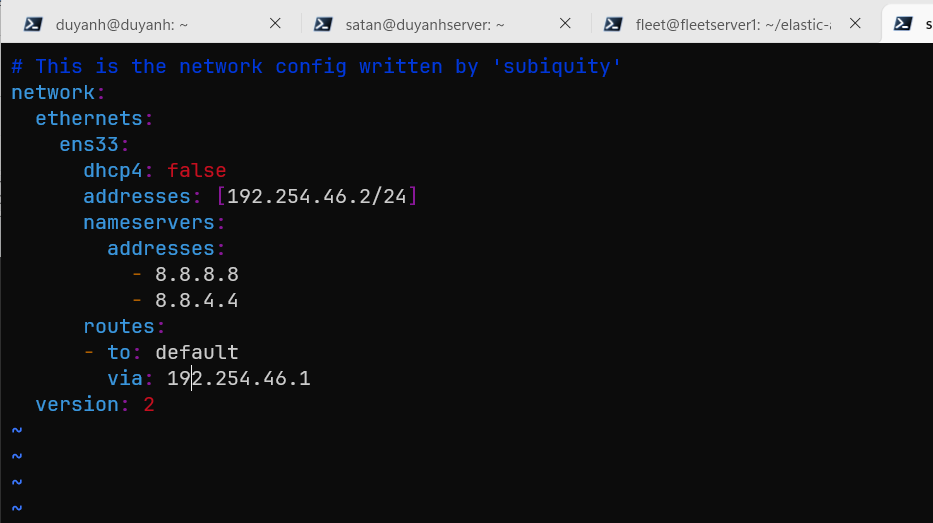 duyanh@duyanh: ~
satan@duyanhserver: ~
fleet@fleetserver1: ~/elastic-a
s
# This is the network config written by 'subiquity'
network:
  ethernets:
    ens33:
      dhcp4: false
      addresses: [192.254.46.2/24]
      nameservers:
        addresses:
          - 8.8.8.8
          - 8.8.4.4
      routes:
      - to: default
        via: 192.254.46.1
  version: 2
~
~
~
~